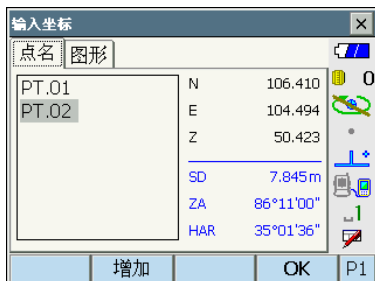 输入坐标
点名 图形
PT.01
PT.02
N 106.410
E 104.494
Z 50.423
SD 7.845m
ZA 86°11'00"
HAR 35°01'36"
0
1
增加 OK P1